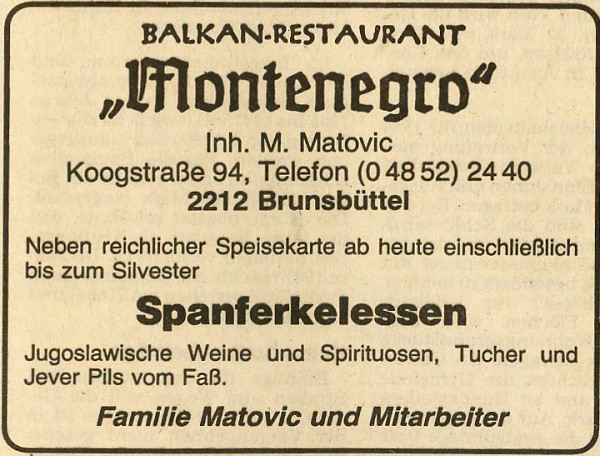 BALKAN-RESTAURANT
„Montenegro“
Inh. M. Matovic
Koogstraße 94, Telefon (0 48 52) 24 40
2212 Brunsbüttel
Neben reichlicher Speisekarte ab heute einschließlich
bis zum Silvester
Spanferkelessen
Jugoslawische Weine und Spirituosen, Tucher und
Jever Pils vom Faß.
Familie Matovic und Mitarbeiter